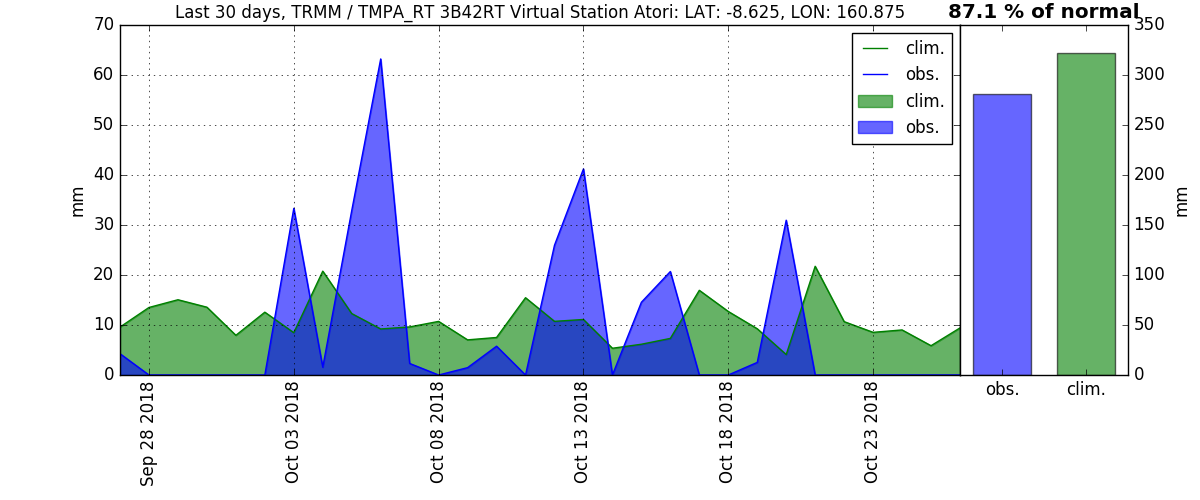 Last 30 days, TRMM / TMPA_RT 3B42RT Virtual Station Atori: LAT: -8.625, LON: 160.875
87.1 % of normal
70
60
50
40
30
20
10
0
mm
clim.
obs.
clim.
obs.
Sep 28 2018
Oct 03 2018
Oct 08 2018
Oct 13 2018
Oct 18 2018
Oct 23 2018
350
300
250
200
150
100
50
0
mm
obs.
clim.